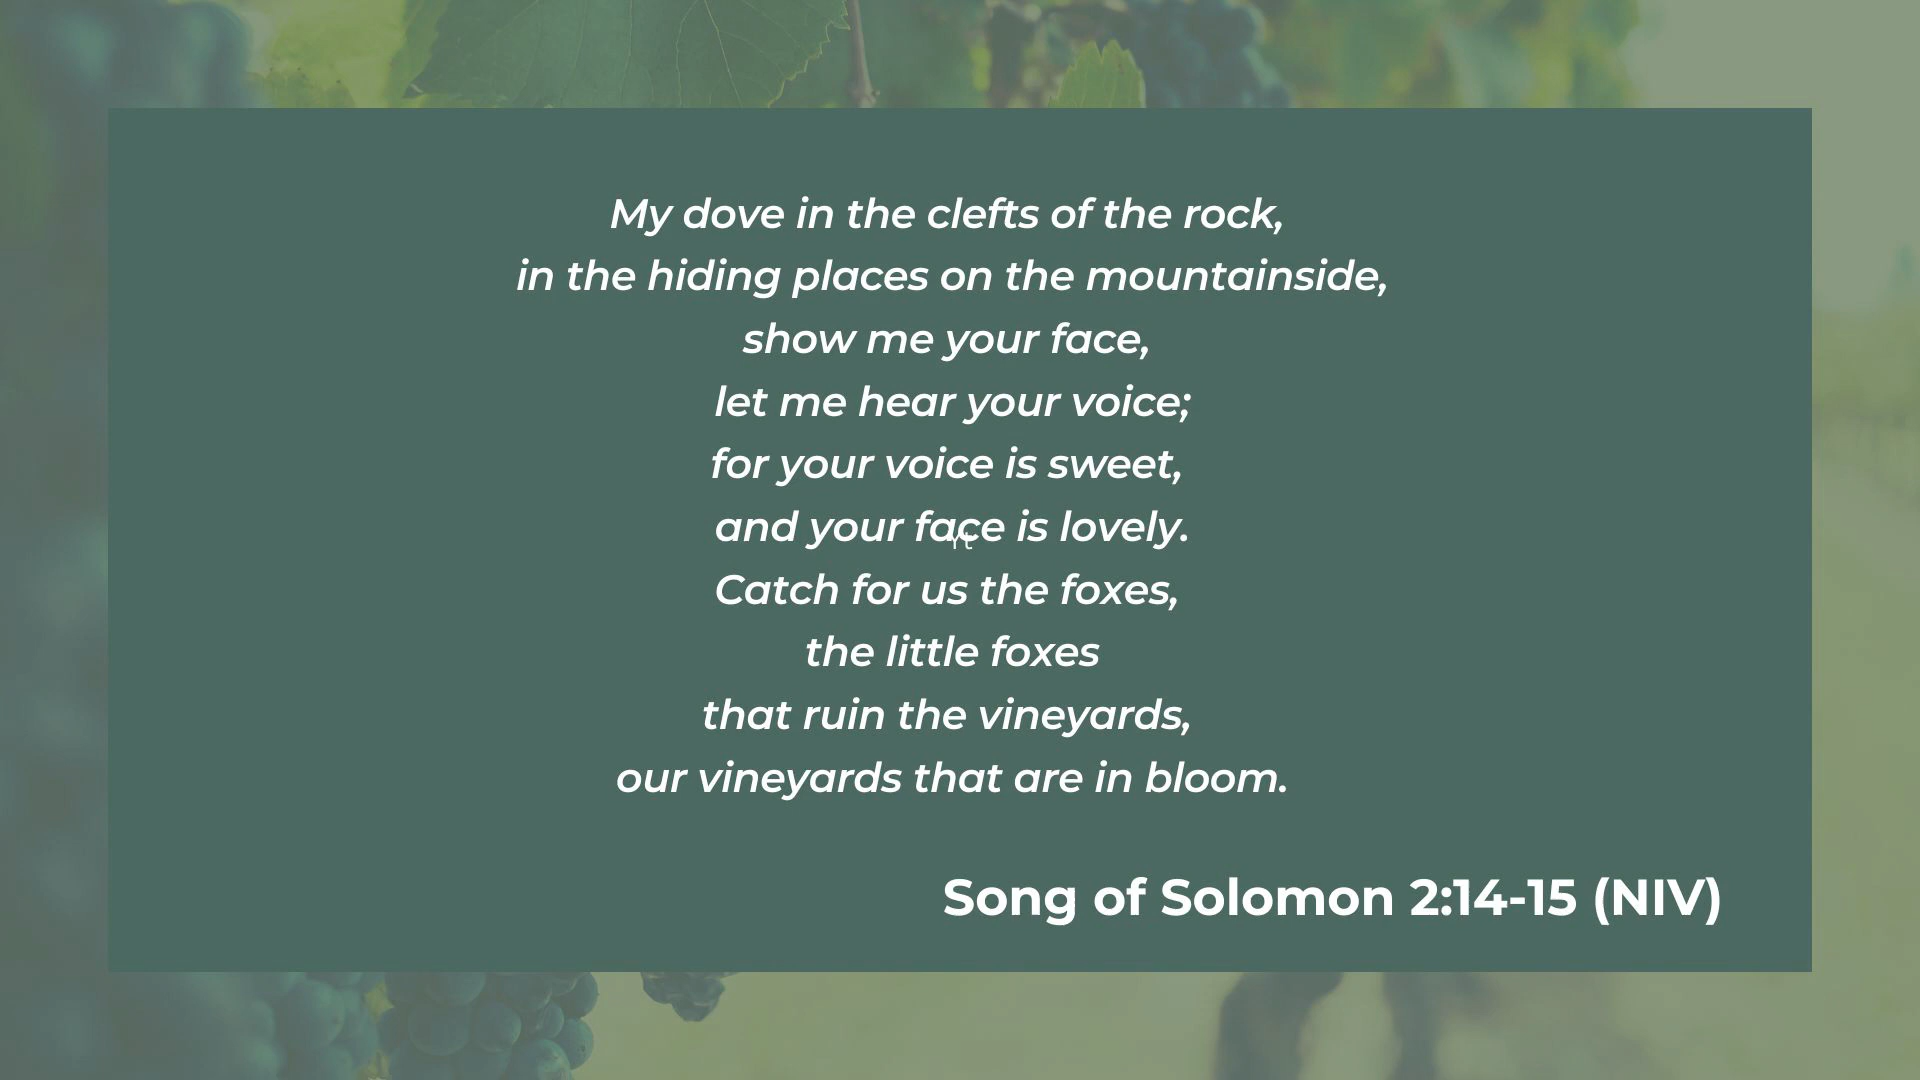 My dove in the clefts of the rock,
in the hiding places on the mountainside,
show me your face,
let me hear your voice;
for your voice is sweet,
and your face is lovely.
Catch for us the foxes,
the little foxes
that ruin the vineyards,
our vineyards that are in bloom.
Song of Solomon 2:14-15 (NIV)